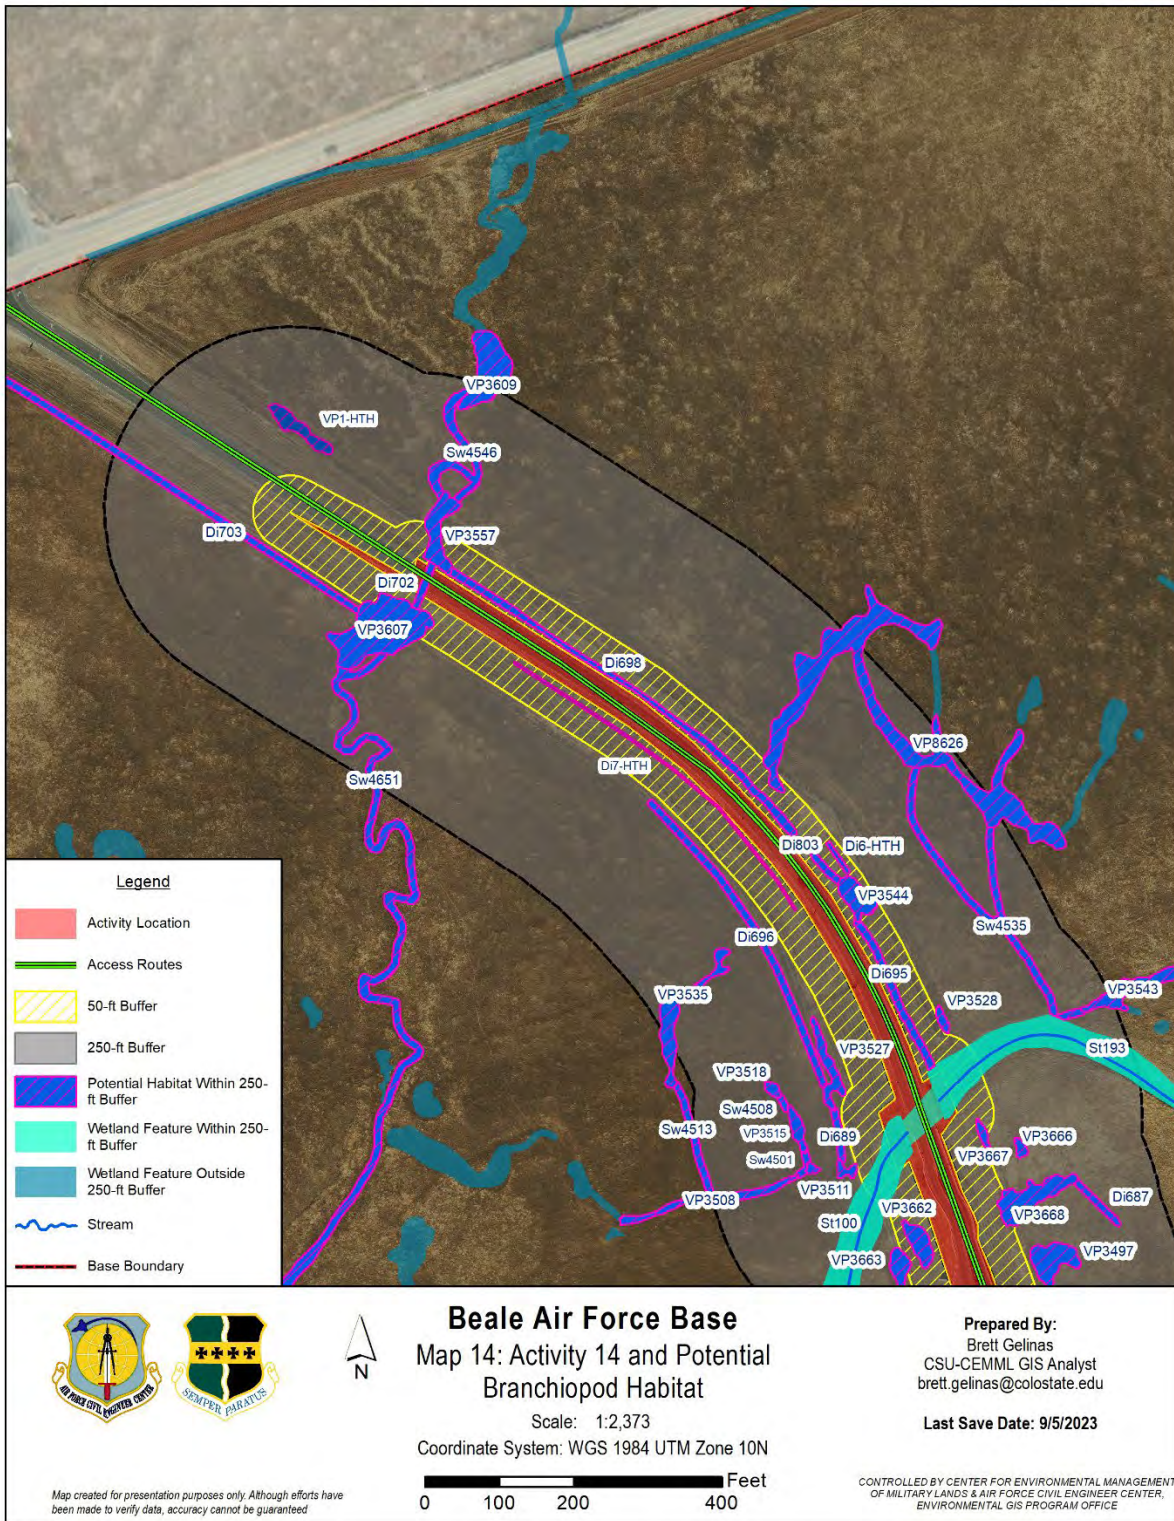 VP3609
VP1-HTH
Sw4546
Di703
VP3557
Di702
VP3607
Di698
Di7-HTH
Sw4651
VP8626
Di803
Di6-HTH
VP3544
Di696
Sw4535
Di695
VP3535
VP3528
VP3543
St193
VP3527
VP3518
Sw4508
Sw4513
VP3515
Di689
Sw4501
VP3666
VP3667
VP3511
VP3508
Di687
VP3662
VP3668
St100
VP3663
VP3497
Legend
Activity Location
Access Routes
50-ft Buffer
250-ft Buffer
Potential Habitat Within 250-
ft Buffer
Wetland Feature Within 250-
ft Buffer
Wetland Feature Outside
250-ft Buffer
Stream
Base Boundary
AIR FORCE CIVIL ENGINEER CENTER
SEMPER PARATUS
N
Beale Air Force Base
Map 14: Activity 14 and Potential
Branchiopod Habitat
Scale: 1:2,373
Coordinate System: WGS 1984 UTM Zone 10N
Feet
0 100 200 400
Prepared By:
Brett Gelinas
CSU-CEMML GIS Analyst
brett.gelinas@colostate.edu
Last Save Date: 9/5/2023
Map created for presentation purposes only. Although efforts have
been made to verify data, accuracy cannot be guaranteed
CONTROLLED BY CENTER FOR ENVIRONMENTAL MANAGEMENT
OF MILITARY LANDS & AIR FORCE CIVIL ENGINEER CENTER,
ENVIRONMENTAL GIS PROGRAM OFFICE